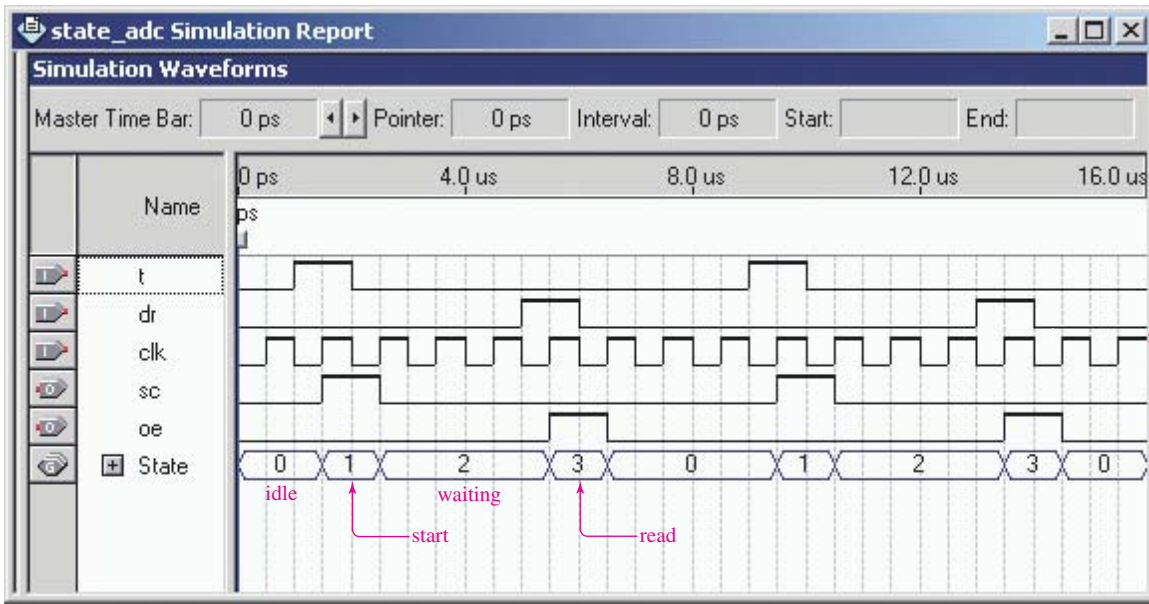 state_adc Simulation Report
Simulation Waveforms
Master Time Bar: 0 ps Pointer: 0 ps Interval: 0 ps Start: End:
Name
0 ps 4.0 us 8.0 us 12.0 us 16.0 us
ps
t
dr
clk
sc
oe
State 0 1 2 3 0 1 2 3 0
idle waiting
start read